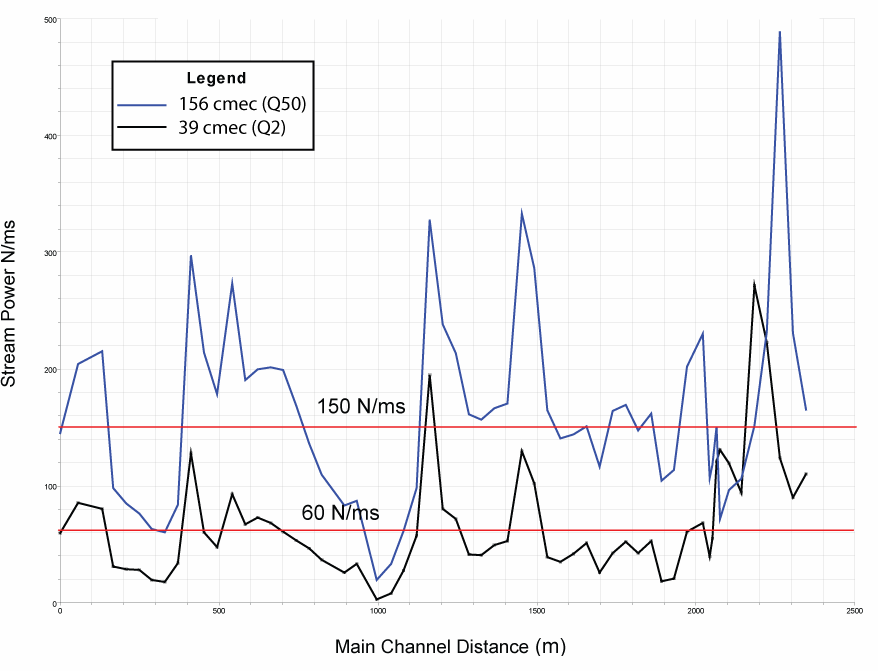 500
Legend
156 cmec (Q50)
39 cmec (Q2)
400
300
Stream Power N/ms
200
150 N/ms
100
60 N/ms
0
0 500 1000 1500 2000 2500
Main Channel Distance (m)